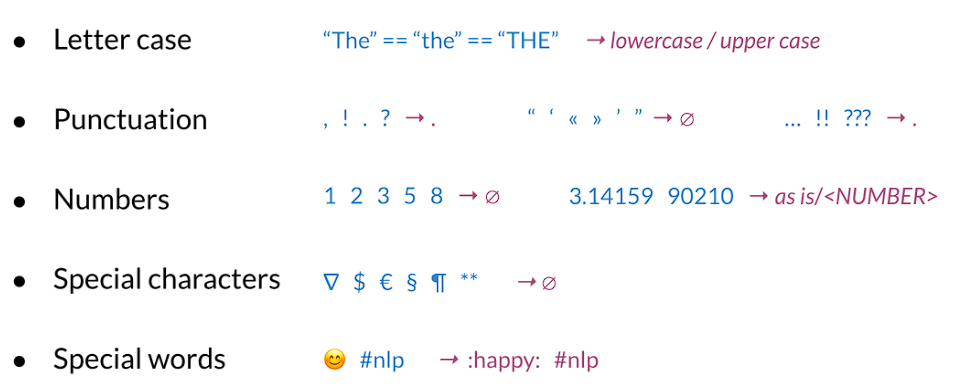 ● Letter case “The” == “the” == “THE” → lowercase / upper case
● Punctuation , ! . ? → . “ ‘ « » ’ ” → ∅ … !! ??? → .
● Numbers 1 2 3 5 8 → ∅ 3.14159 90210 → as is/<NUMBER>
● Special characters ∇ $ € § ¶ ** → ∅
● Special words 😊 #nlp → :happy: #nlp